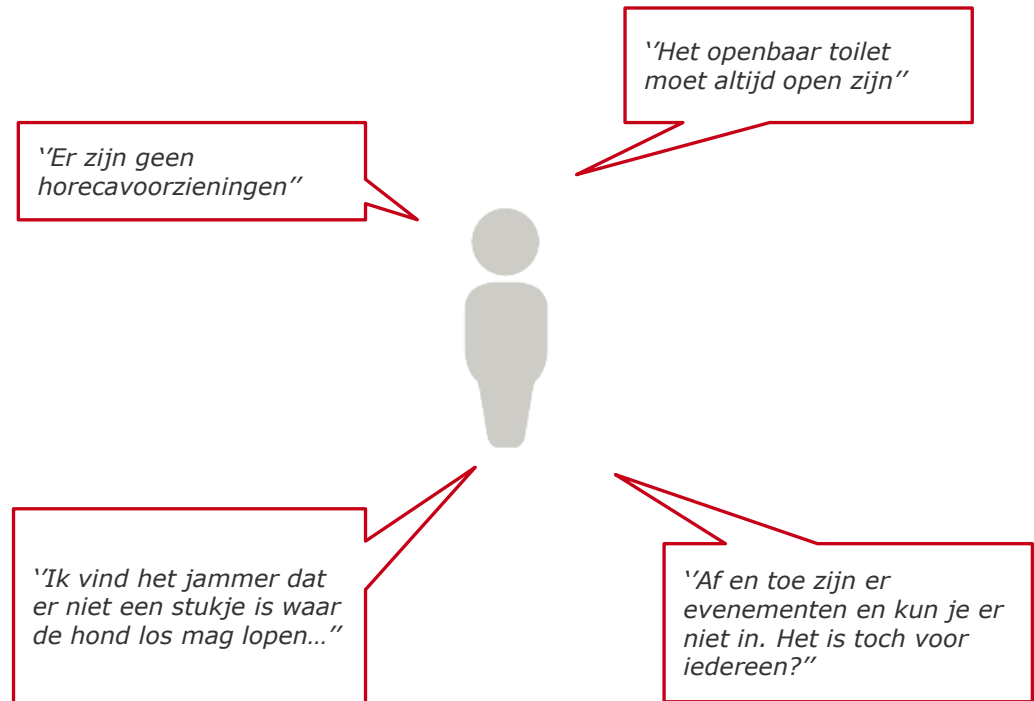 ‘’Het openbaar toilet
moet altijd open zijn’’
‘’Er zijn geen
horecavoorzieningen’’
‘’Ik vind het jammer dat
er niet een stukje is waar
de hond los mag lopen…’’
‘’Af en toe zijn er
evenementen en kun je er
niet in. Het is toch voor
iedereen?’’